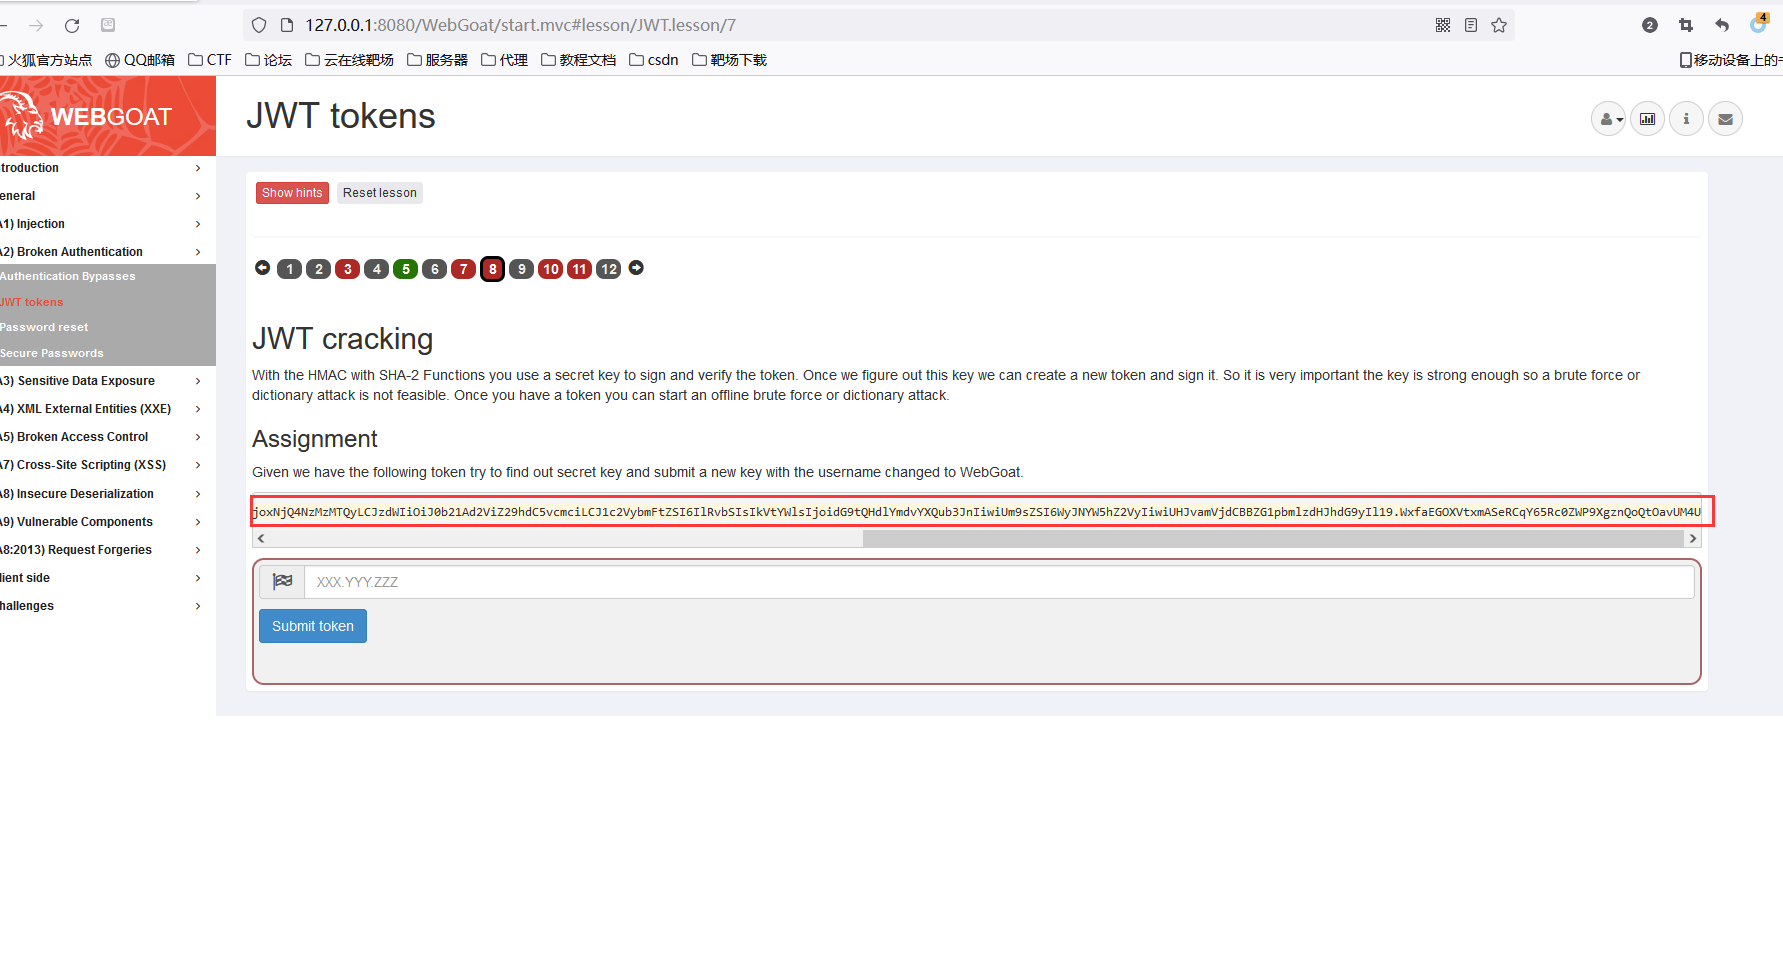 127.0.0.1:8080/WebGoat/start.mvc#lesson/JWT.lesson/7
2
4
火狐官方站点 QQ邮箱 CTF 论坛 云在线靶场 服务器 代理 教程文档 csdn 靶场下载 移动设备上的
WEBGOAT
JWT tokens
troduction
eneral
A1) Injection
A2) Broken Authentication
Authentication Bypasses
JWT tokens
Password reset
Secure Passwords
A3) Sensitive Data Exposure
A4) XML External Entities (XXE)
A5) Broken Access Control
A7) Cross-Site Scripting (XSS)
A8) Insecure Deserialization
A9) Vulnerable Components
A8:2013) Request Forgeries
lient side
hallenges
Show hints Reset lesson
1 2 3 4 5 6 7 8 9 10 11 12
JWT cracking
With the HMAC with SHA-2 Functions you use a secret key to sign and verify the token. Once we figure out this key we can create a new token and sign it. So it is very important the key is strong enough so a brute force or
dictionary attack is not feasible. Once you have a token you can start an offline brute force or dictionary attack.
Assignment
Given we have the following token try to find out secret key and submit a new key with the username changed to WebGoat.
joxNjQ4NzMzMTQyLCJzdWIiOiJ0b21Ad2ViZ29hdC5vcmciLCJ1c2VybmFtZSI6IlRvbSIsIkVtYWlsIjoidG9tQHdlYmdvYXQub3JnIiwiUm9sZSI6WyJNYW5hZ2VyIiwiUHJvamVjdCBBZG1pbmlzdHJhdG9yIl19.WxfaEGOXVtxmASeRCqY65Rc0ZWP9XgznQoQtOavUM4U
XXX.YYY.ZZZ
Submit token